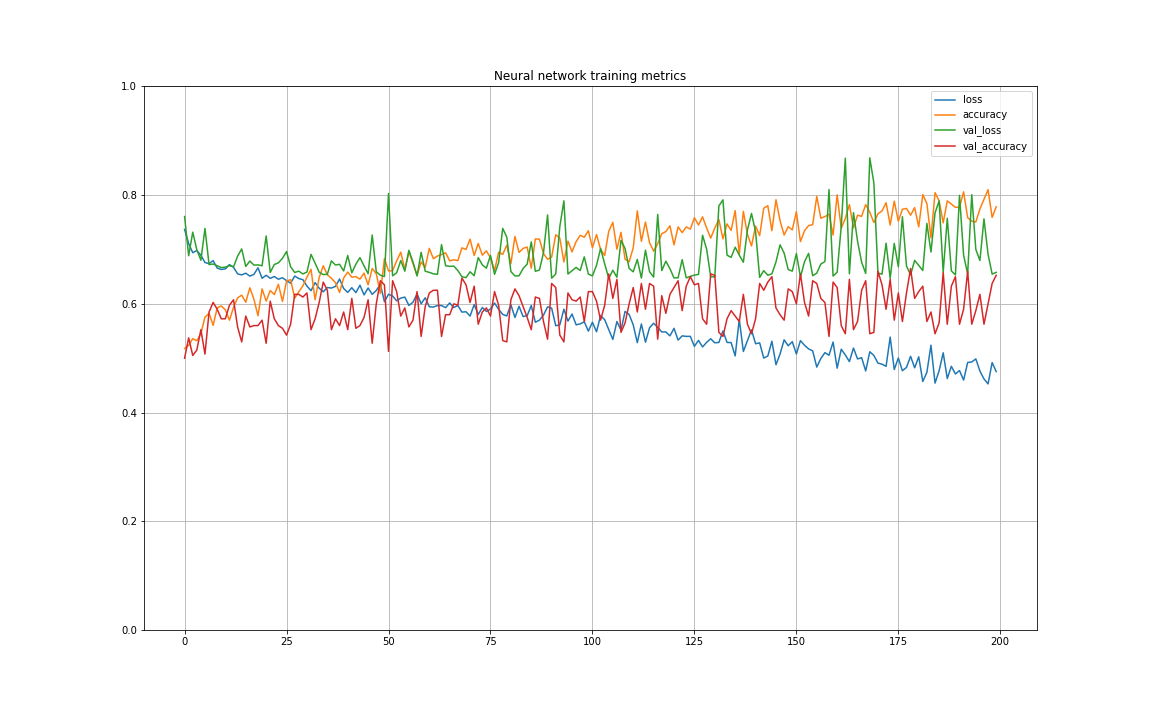 Neural network training metrics
1.0
0.8
0.6
0.4
0.2
0.0
loss
accuracy
val_loss
val_accuracy
0 25 50 75 100 125 150 175 200